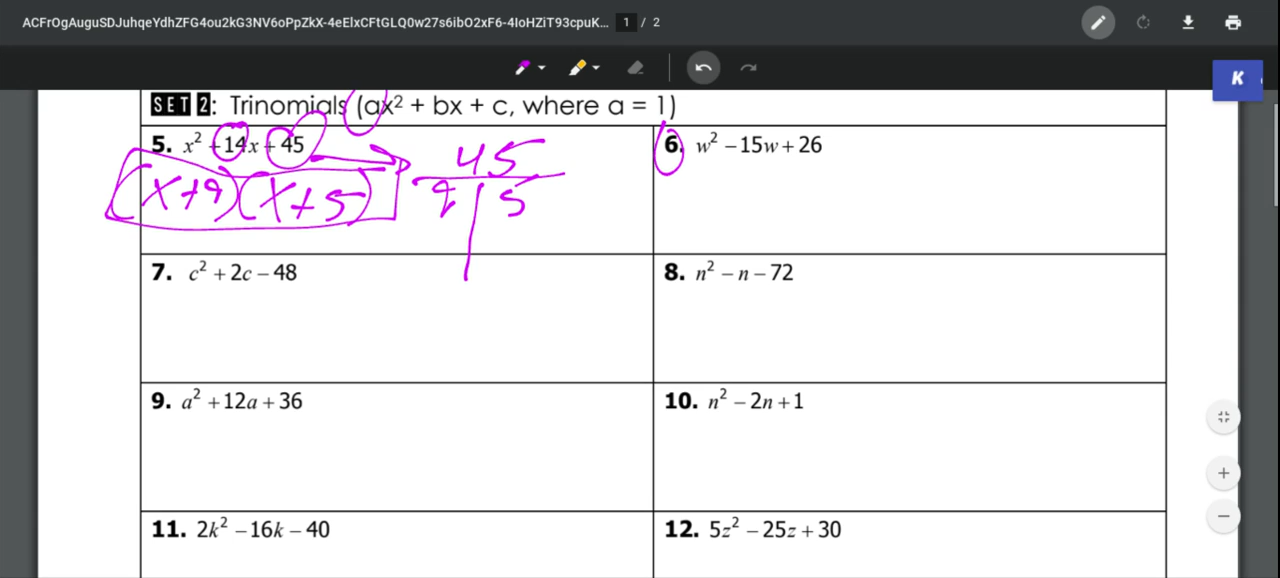 ACFrOgAuguSDJuhqeYdhZFG4ou2kG3NV6oPpZkX-4eElxCFtGLQ0w27s6ibO2xF6-4IoHZiT93cpuK... 1 / 2
K
SET 2: Trinomials (ax² + bx + c, where a = 1)
5. x² + 14x + 45
(x+9)(x+5)
45
9 5
6. w² – 15w + 26
7. c² + 2c – 48
8. n² – n – 72
9. a² + 12a + 36
10. n² – 2n + 1
11. 2k² – 16k – 40
12. 5z² – 25z + 30